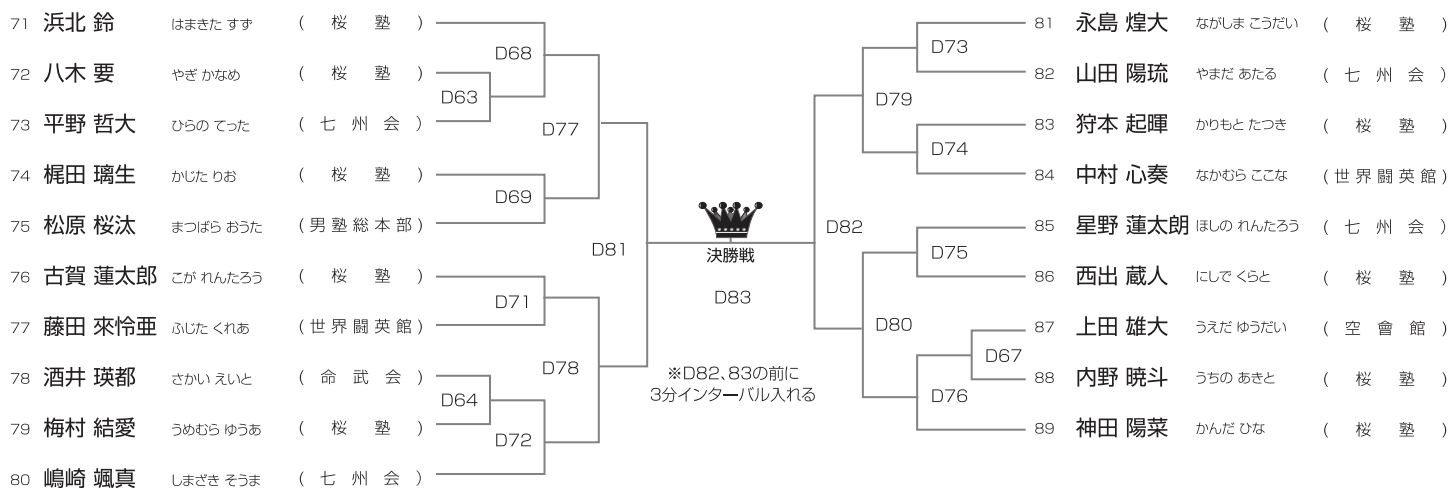 71 浜北 鈴 はまきた すず ( 桜 塾 )
72 八木 要 やぎ かなめ ( 桜 塾 )
73 平野 哲大 ひらの てった ( 七 州 会 )
74 梶田 璃生 かじた りお ( 桜 塾 )
75 松原 桜汰 まつばら おうた ( 男 塾 総 本 部 )
76 古賀 蓮太郎 こが れんたろう ( 桜 塾 )
77 藤田 來怜亜 ふじた くれあ ( 世 界 闘 英 館 )
78 酒井 瑛都 さかい えいと ( 命 武 会 )
79 梅村 結愛 うめむら ゆうあ ( 桜 塾 )
80 嶋崎 颯真 しまざき そうま ( 七 州 会 )
D68
D63
D77
D69
D81
D71
D78
D64
D72
決勝戦
D83
※D82、83の前に
3分インターバル入れる
D73
D79
D74
D82
D75
D80
D67
D76
81 永島 煌大 ながしま こうだい ( 桜 塾 )
82 山田 陽琉 やまだ あたる ( 七 州 会 )
83 狩本 起暉 かりもと たつき ( 桜 塾 )
84 中村 心奏 なかむら ここな ( 世 界 闘 英 館 )
85 星野 蓮太朗 ほしの れんたろう ( 七 州 会 )
86 西出 蔵人 にしで くらと ( 桜 塾 )
87 上田 雄大 うえだ ゆうだい ( 空 會 館 )
88 内野 暁斗 うちの あきと ( 桜 塾 )
89 神田 陽菜 かんだ ひな ( 桜 塾 )